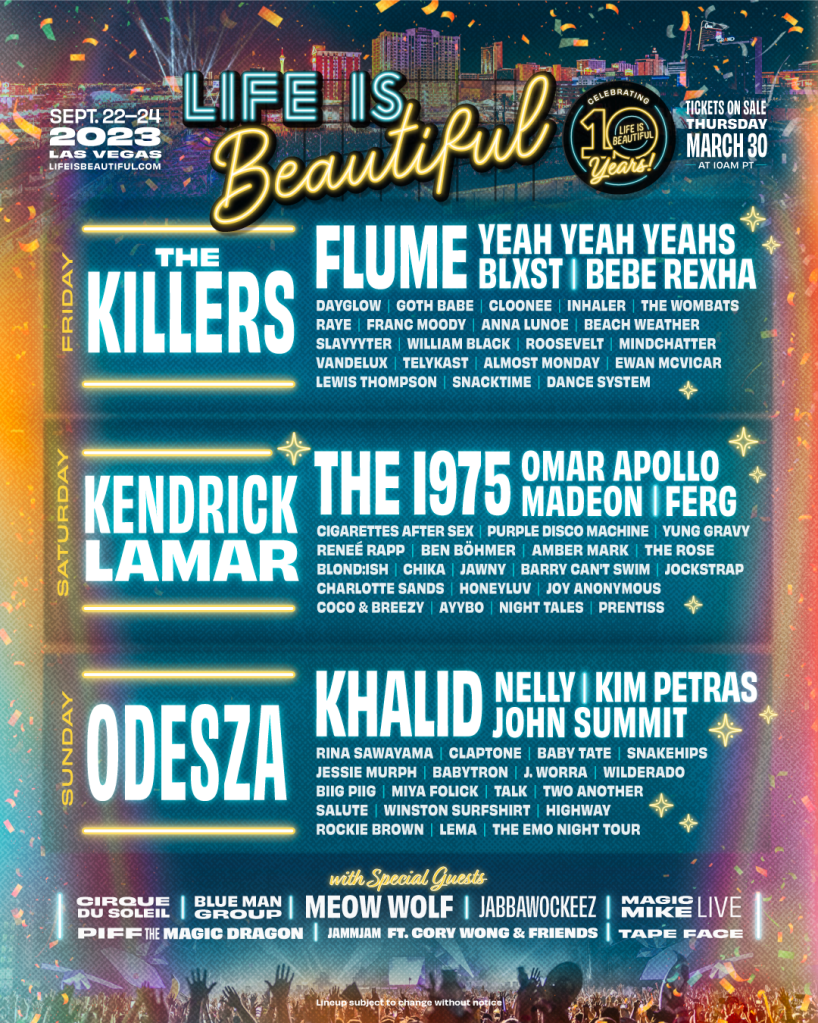 SEPT. 22–24
2023
LAS VEGAS
LIFEISBEAUTIFUL.COM
LIFE IS
Beautiful
CELEBRATING
10
LIFE IS
BEAUTIFUL
Years!
TICKETS ON SALE
THURSDAY
MARCH 30
AT 10AM PT
FRIDAY
THE
KILLERS
FLUME
YEAH YEAH YEAHS
BLXST | BEBE REXHA
DAYGLOW | GOTH BABE | CLOONEE | INHALER | THE WOMBATS
RAYE | FRANC MOODY | ANNA LUNOE | BEACH WEATHER
SLAYYYTER | WILLIAM BLACK | ROOSEVELT | MINDCHATTER
VANDELUX | TELYKAST | ALMOST MONDAY | EWAN MCVICAR
LEWIS THOMPSON | SNACKTIME | DANCE SYSTEM
SATURDAY
KENDRICK
LAMAR
THE 1975
OMAR APOLLO
MADEON | FERG
CIGARETTES AFTER SEX | PURPLE DISCO MACHINE | YUNG GRAVY
RENEÉ RAPP | BEN BÖHMER | AMBER MARK | THE ROSE
BLOND:ISH | CHIKA | JAWNY | BARRY CAN'T SWIM | JOCKSTRAP
CHARLOTTE SANDS | HONEYLUV | JOY ANONYMOUS
COCO & BREEZY | AYYBO | NIGHT TALES | PRENTISS
SUNDAY
ODESZA
KHALID
NELLY | KIM PETRAS
JOHN SUMMIT
RINA SAWAYAMA | CLAPTONE | BABY TATE | SNAKEHIPS
JESSIE MURPH | BABYTRON | J. WORRA | WILDERADO
BIIG PIIG | MIYA FOLICK | TALK | TWO ANOTHER
SALUTE | WINSTON SURFSHIRT | HIGHWAY
ROCKIE BROWN | LEMA | THE EMO NIGHT TOUR
with Special Guests
| CIRQUE DU SOLEIL | BLUE MAN GROUP | MEOW WOLF | JABBAWOCKEEZ | MAGIC MIKE LIVE |
PIFF THE MAGIC DRAGON | JAMMJAM FT. CORY WONG & FRIENDS | TAPE FACE
Lineup subject to change without notice